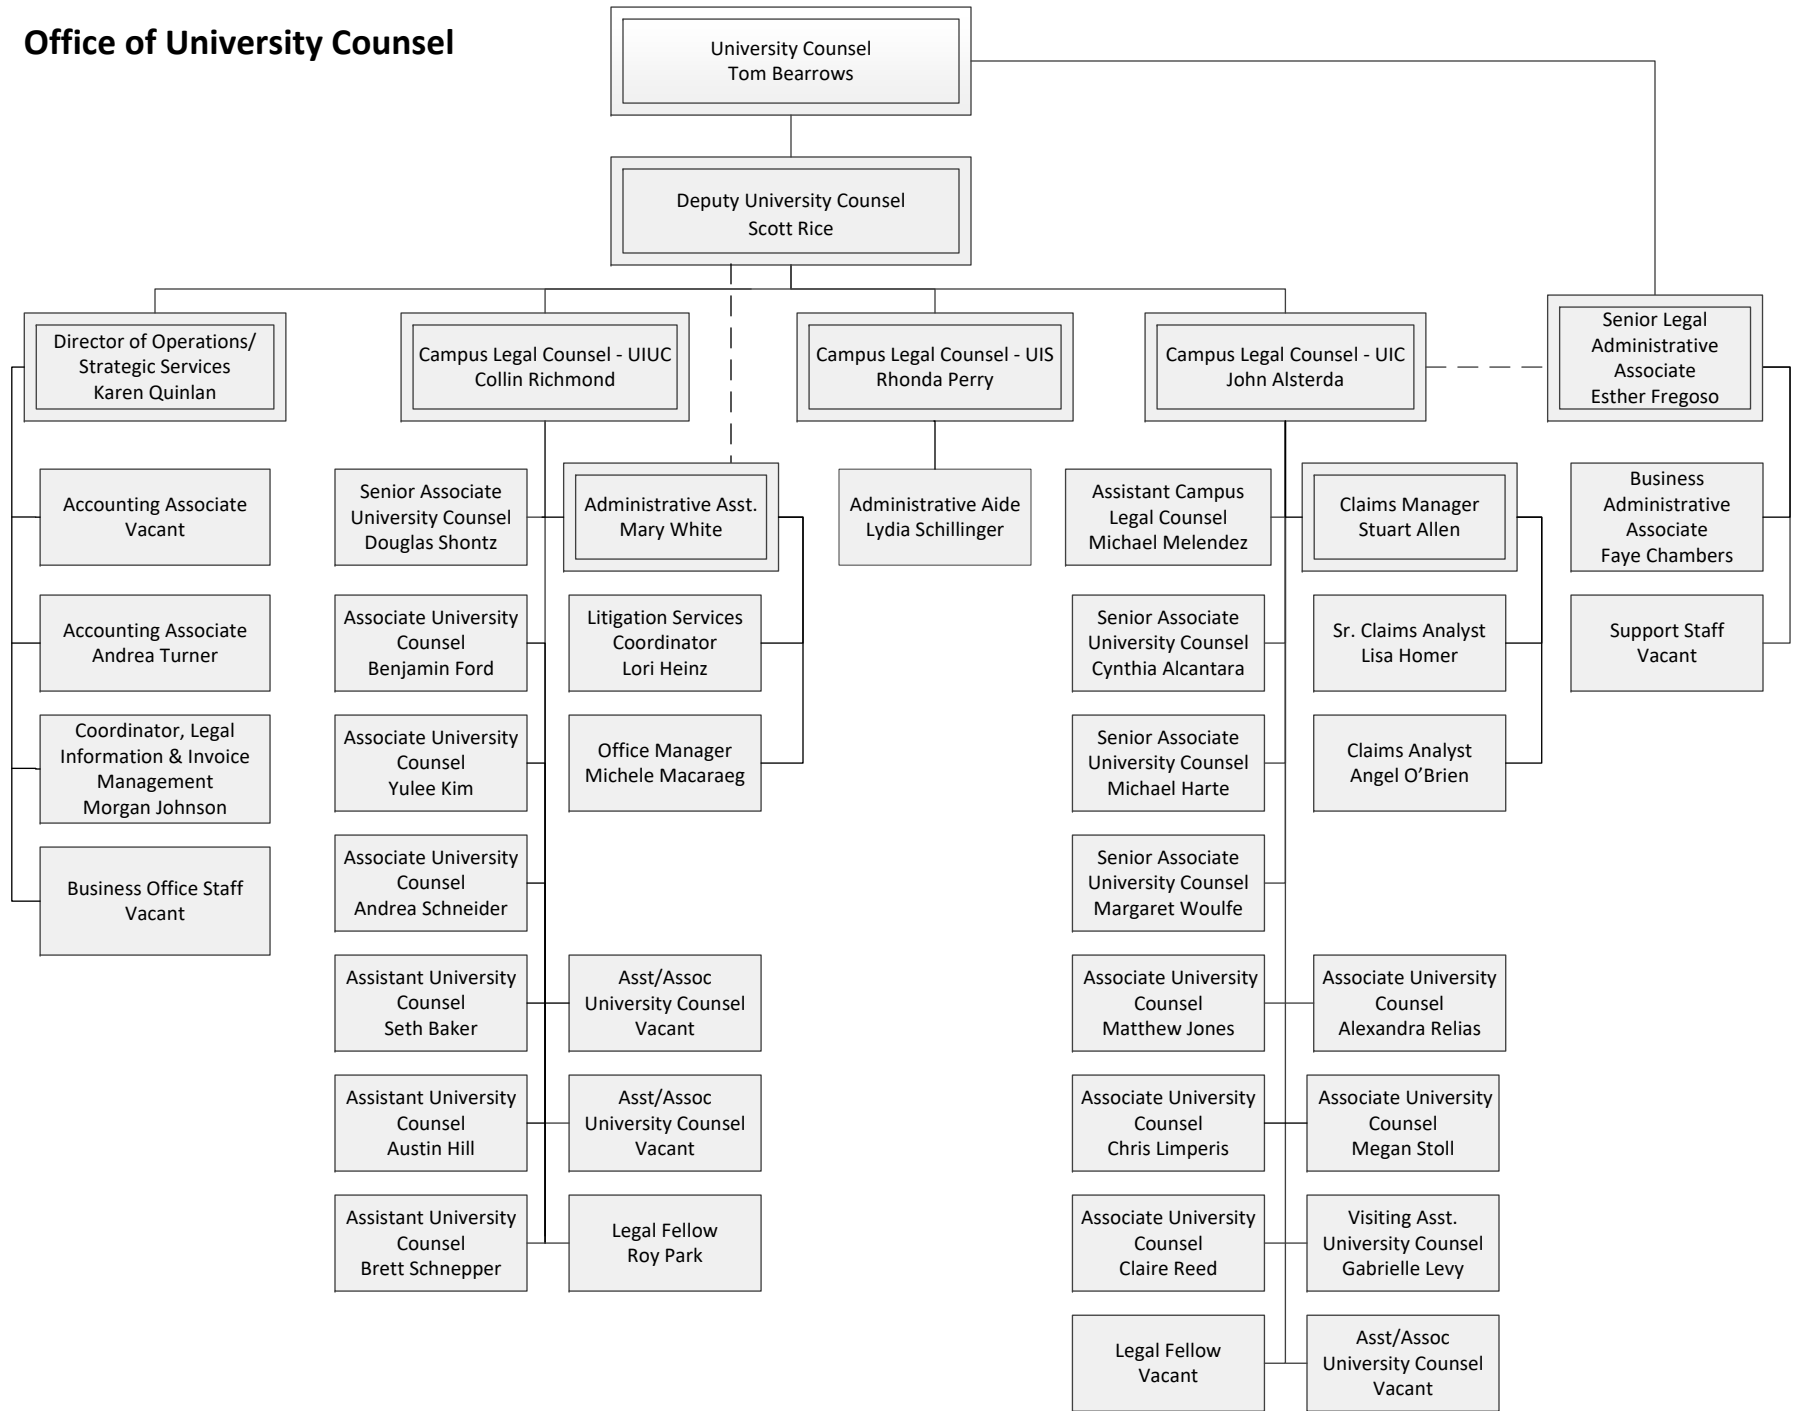 Office of University Counsel
University Counsel
Tom Bearrows
Deputy University Counsel
Scott Rice
Director of Operations/
Strategic Services
Karen Quinlan
Campus Legal Counsel - UIUC
Collin Richmond
Campus Legal Counsel - UIS
Rhonda Perry
Campus Legal Counsel - UIC
John Alsterda
Senior Legal
Administrative
Associate
Esther Fregoso
Accounting Associate
Vacant
Senior Associate
University Counsel
Douglas Shontz
Administrative Asst.
Mary White
Administrative Aide
Lydia Schillinger
Assistant Campus
Legal Counsel
Michael Melendez
Claims Manager
Stuart Allen
Business
Administrative
Associate
Faye Chambers
Accounting Associate
Andrea Turner
Associate University
Counsel
Benjamin Ford
Litigation Services
Coordinator
Lori Heinz
Senior Associate
University Counsel
Cynthia Alcantara
Sr. Claims Analyst
Lisa Homer
Support Staff
Vacant
Coordinator, Legal
Information & Invoice
Management
Morgan Johnson
Associate University
Counsel
Yulee Kim
Office Manager
Michele Macaraeg
Senior Associate
University Counsel
Michael Harte
Claims Analyst
Angel O’Brien
Business Office Staff
Vacant
Associate University
Counsel
Andrea Schneider
Senior Associate
University Counsel
Margaret Woulfe
Assistant University
Counsel
Seth Baker
Asst/Assoc
University Counsel
Vacant
Associate University
Counsel
Matthew Jones
Associate University
Counsel
Alexandra Relias
Assistant University
Counsel
Austin Hill
Asst/Assoc
University Counsel
Vacant
Associate University
Counsel
Chris Limperis
Associate University
Counsel
Megan Stoll
Assistant University
Counsel
Brett Schnepper
Legal Fellow
Roy Park
Associate University
Counsel
Claire Reed
Visiting Asst.
University Counsel
Gabrielle Levy
Legal Fellow
Vacant
Asst/Assoc
University Counsel
Vacant